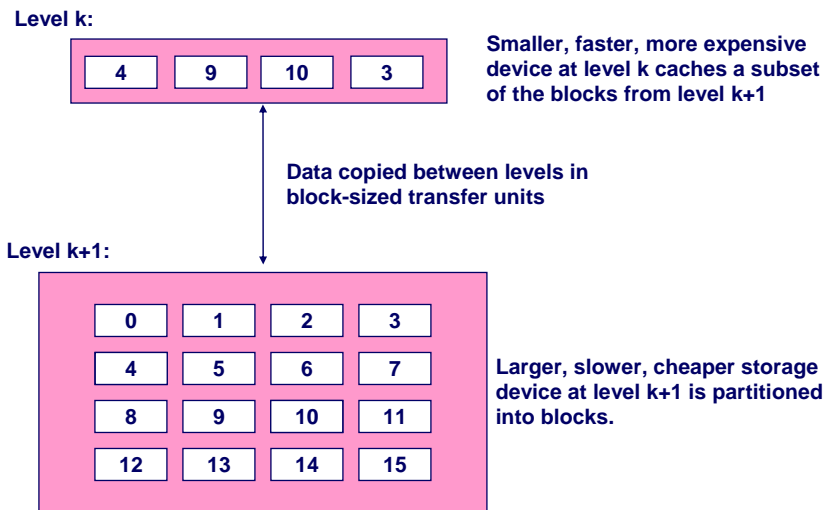 Level k:
4 9 10 3
Smaller, faster, more expensive
device at level k caches a subset
of the blocks from level k+1
Data copied between levels in
block-sized transfer units
Level k+1:
0 1 2 3
4 5 6 7
8 9 10 11
12 13 14 15
Larger, slower, cheaper storage
device at level k+1 is partitioned
into blocks.